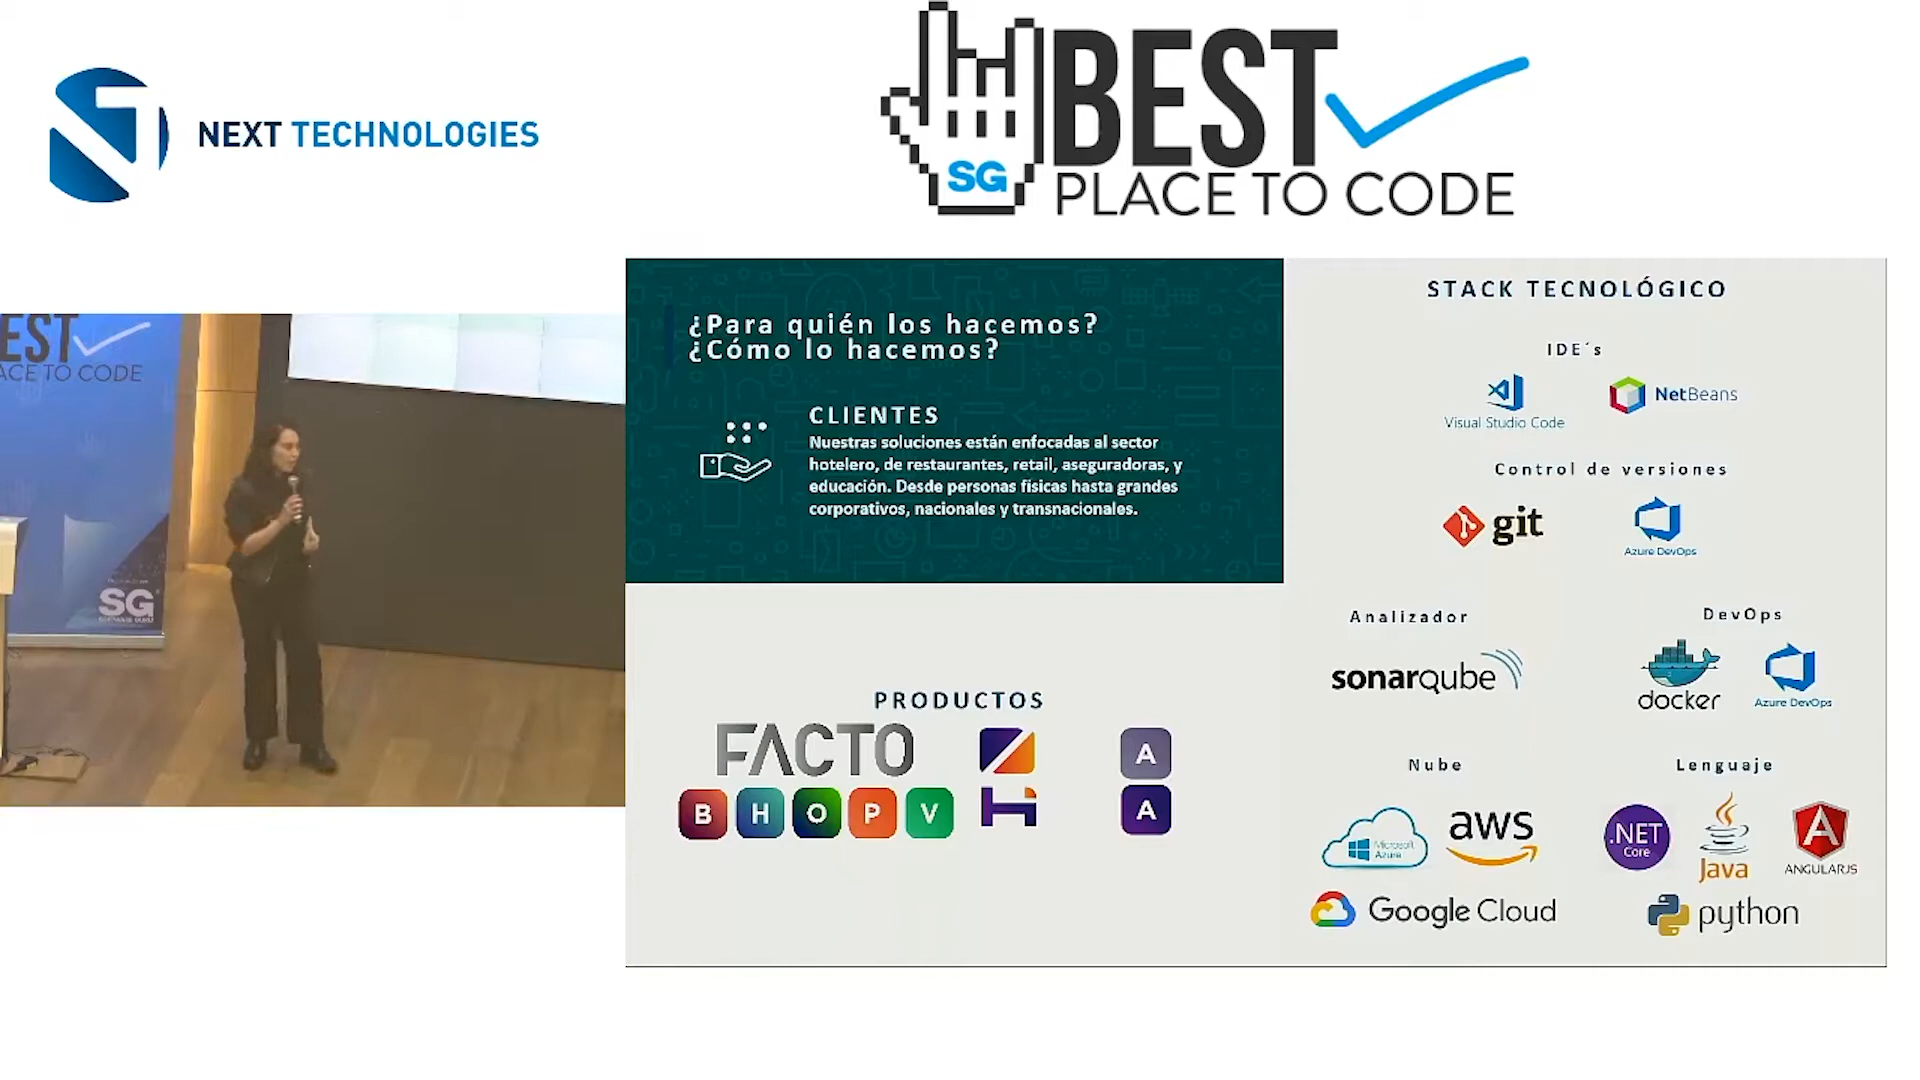 NEXT TECHNOLOGIES
BEST
SG
PLACE TO CODE
EST
ACE TO CODE
SG
¿Para quién los hacemos?
¿Cómo lo hacemos?
CLIENTES
Nuestras soluciones están enfocadas al sector
hotelero, de restaurantes, retail, aseguradoras, y
educación. Desde personas físicas hasta grandes
corporativos, nacionales y transnacionales.
PRODUCTOS
FACTO
B H O P V
H
A
A
STACK TECNOLÓGICO
IDE´s
Visual Studio Code
NetBeans
Control de versiones
git
Azure DevOps
Analizador
sonarqube
DevOps
docker
Azure DevOps
Nube
Microsoft
Azure
aws
Google Cloud
Lenguaje
.NET
Core
Java
A
ANGULARJS
python